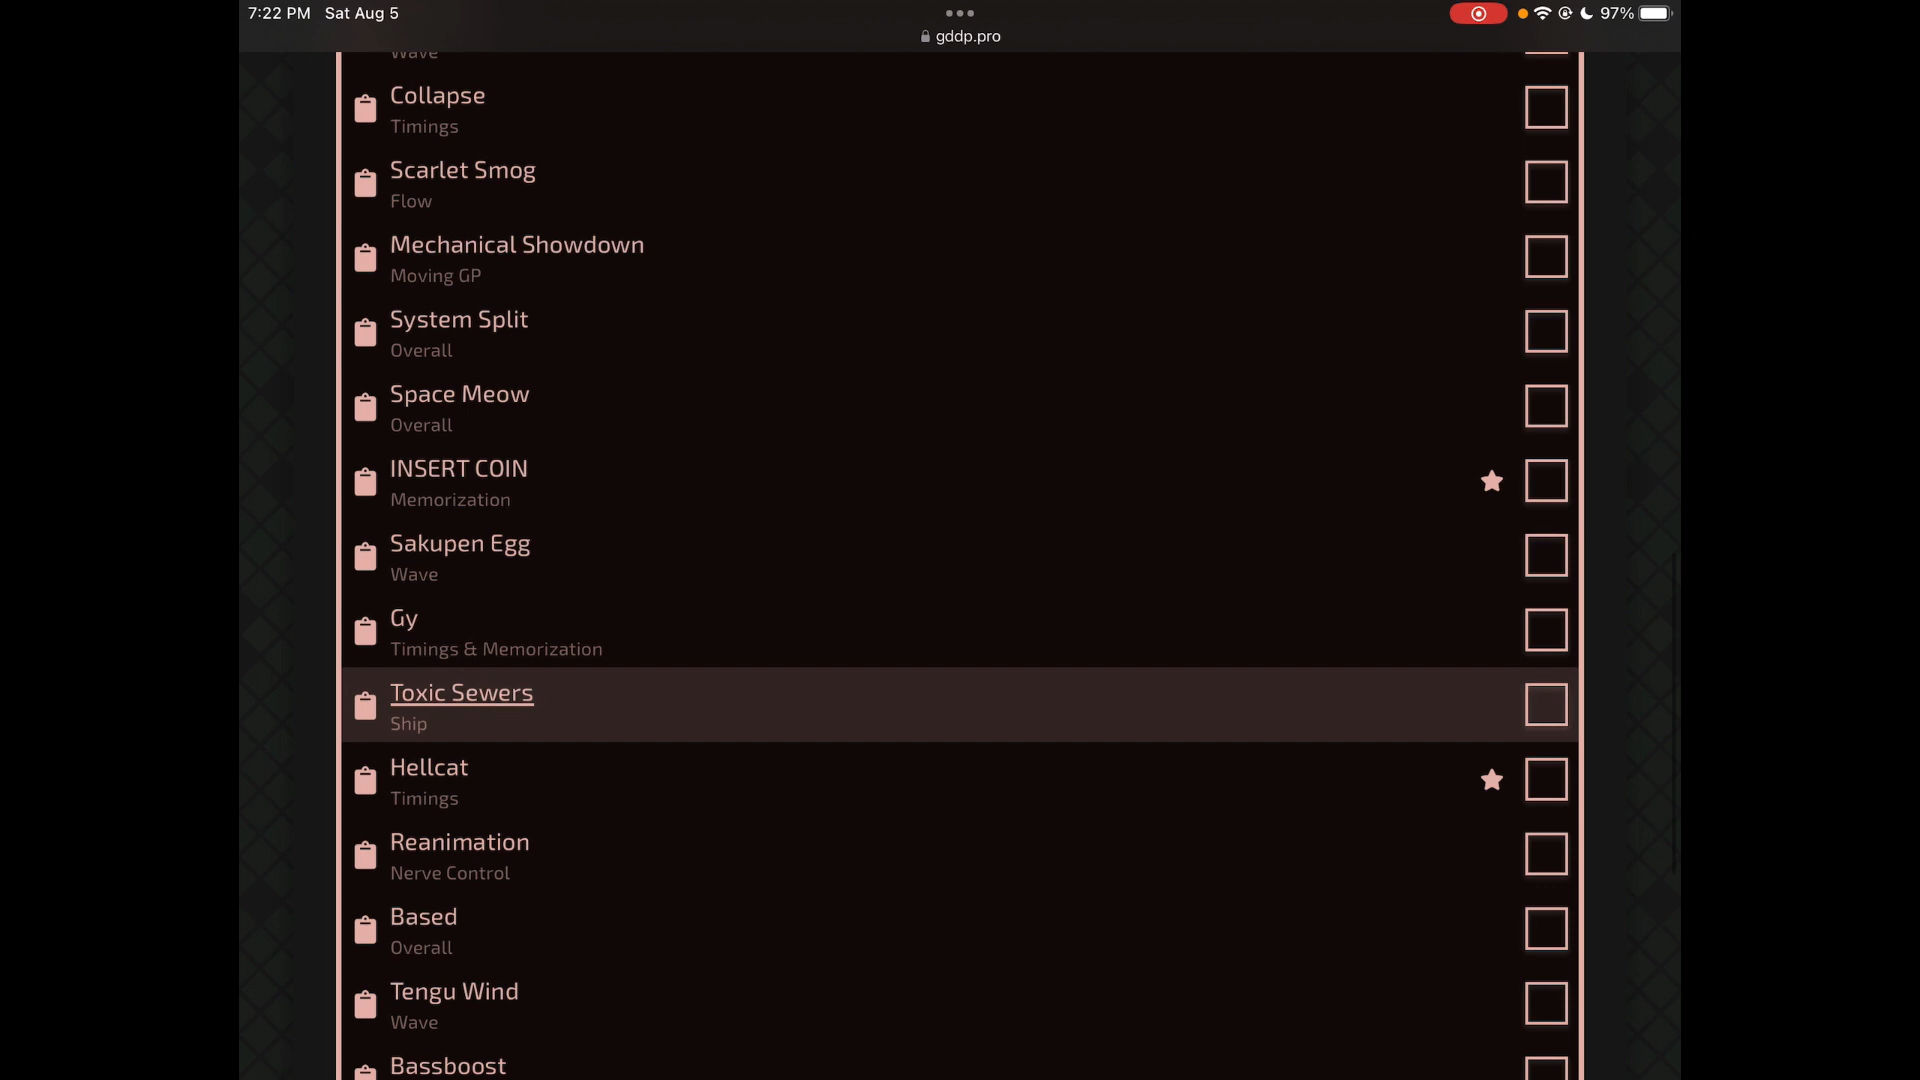 7:22 PM Sat Aug 5
97%
gddp.pro
Wave
Collapse
Timings
Scarlet Smog
Flow
Mechanical Showdown
Moving GP
System Split
Overall
Space Meow
Overall
INSERT COIN
Memorization
Sakupen Egg
Wave
Gy
Timings & Memorization
Toxic Sewers
Ship
Hellcat
Timings
Reanimation
Nerve Control
Based
Overall
Tengu Wind
Wave
Bassboost